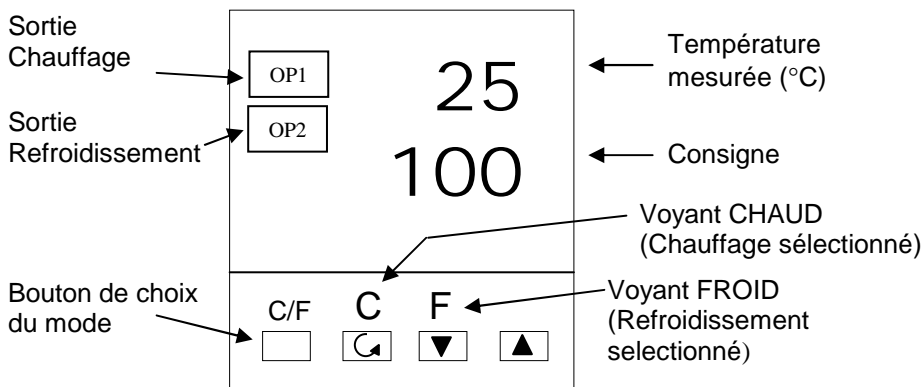 Sortie
Chauffage
OP1
25
Température
mesurée (°C)
Sortie
Refroidissement
OP2
100
Consigne
Voyant CHAUD
(Chauffage sélectionné)
Bouton de choix
du mode
C/F
C
F
Voyant FROID
(Refroidissement
selectionné)